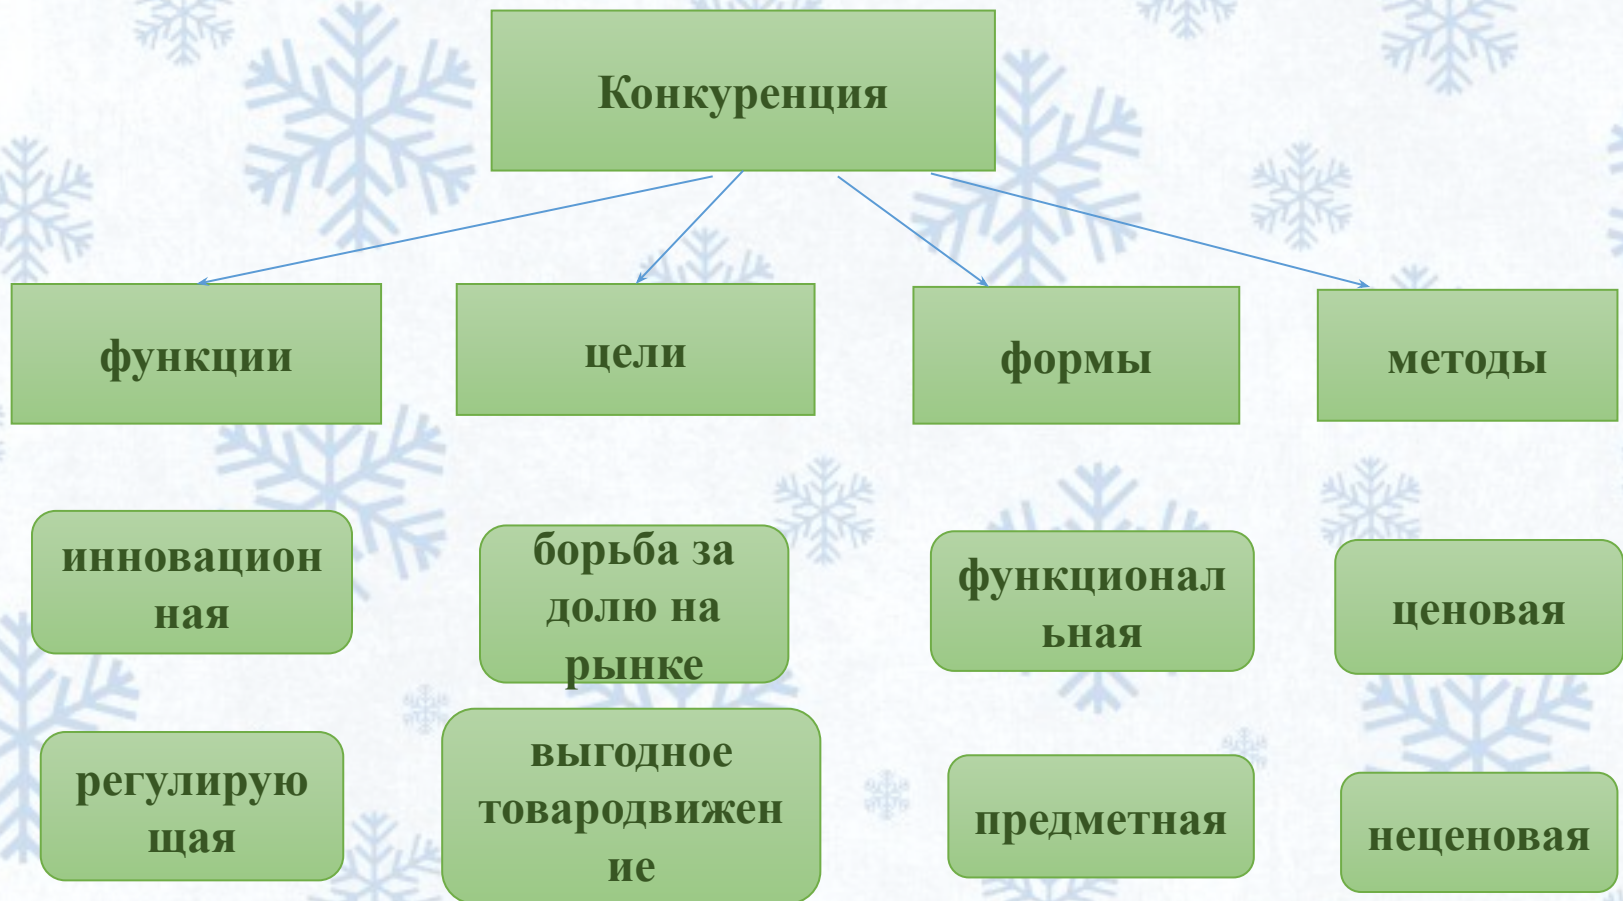 Конкуренция
функции
цели
формы
методы
инновацион
ная
борьба за
долю на
рынке
функционал
ьная
ценовая
регулирую
щая
выгодное
товародвижен
ие
предметная
неценовая